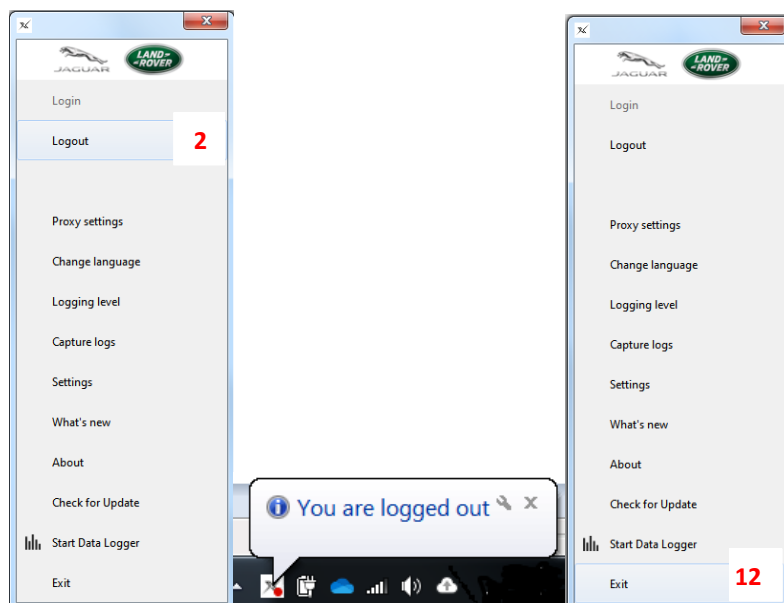 JAGUAR
LAND-
-ROVER
Login
Logout
2
Proxy settings
Change language
Logging level
Capture logs
Settings
What's new
About
Check for Update
Start Data Logger
Exit
You are logged out
JAGUAR
LAND-
-ROVER
Login
Logout
Proxy settings
Change language
Logging level
Capture logs
Settings
What's new
About
Check for Update
Start Data Logger
Exit
12